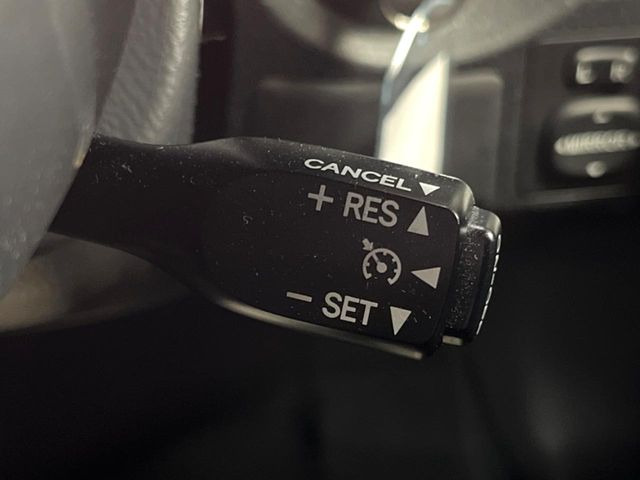 CANCEL
+ RES
- SET
MIRROR